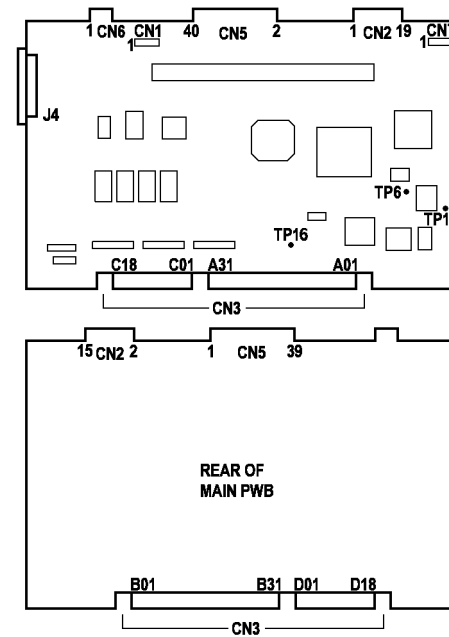 1 CN6 CN1 40 CN5 2 1 CN2 19 CN
1 1
J4
TP6
TP1
TP16
C18 C01 A31 A01
CN3
15 CN2 2 1 CN5 39
REAR OF
MAIN PWB
B01 B31 D01 D18
CN3